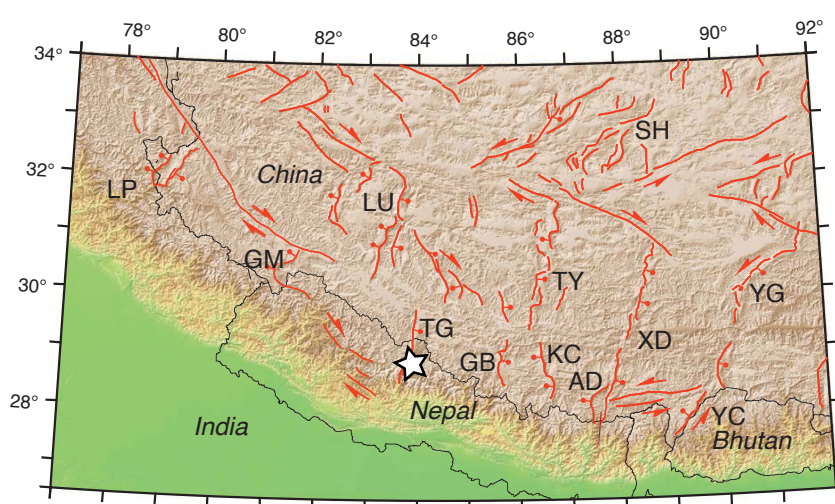 78° 80° 82° 84° 86° 88° 90° 92°
34°
SH
32°
China
LP
LU
GM
30°
TY
YG
TG
XD
GB KC
AD
28°
Nepal
YC
India
Bhutan